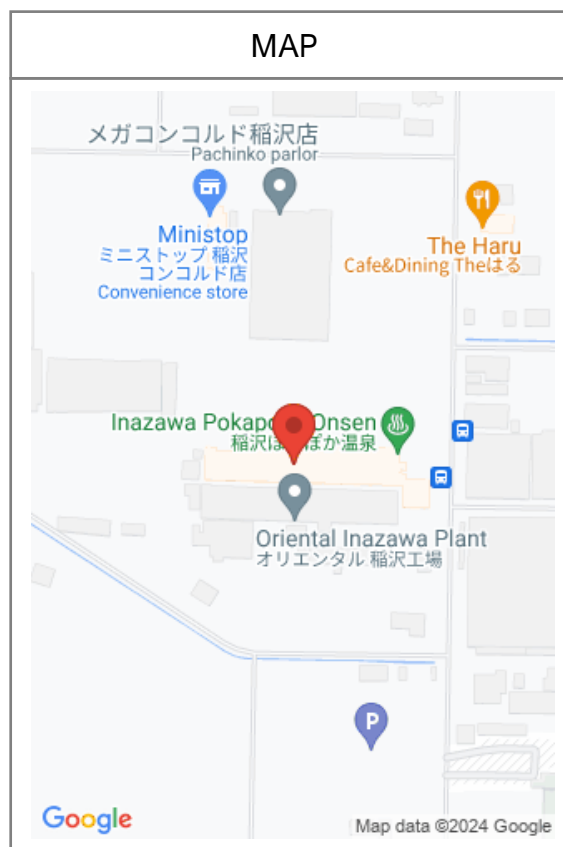 MAP
メガコンコルド稲沢店
Pachinko parlor
Ministop
ミニストップ 稲沢
コンコルド店
Convenience store
The Haru
Cafe&Dining Theはる
Inazawa Onsen
稲沢 ぽか温泉
Oriental Inazawa Plant
オリエンタル 稲沢工場
P
Google
Map data ©2024 Google